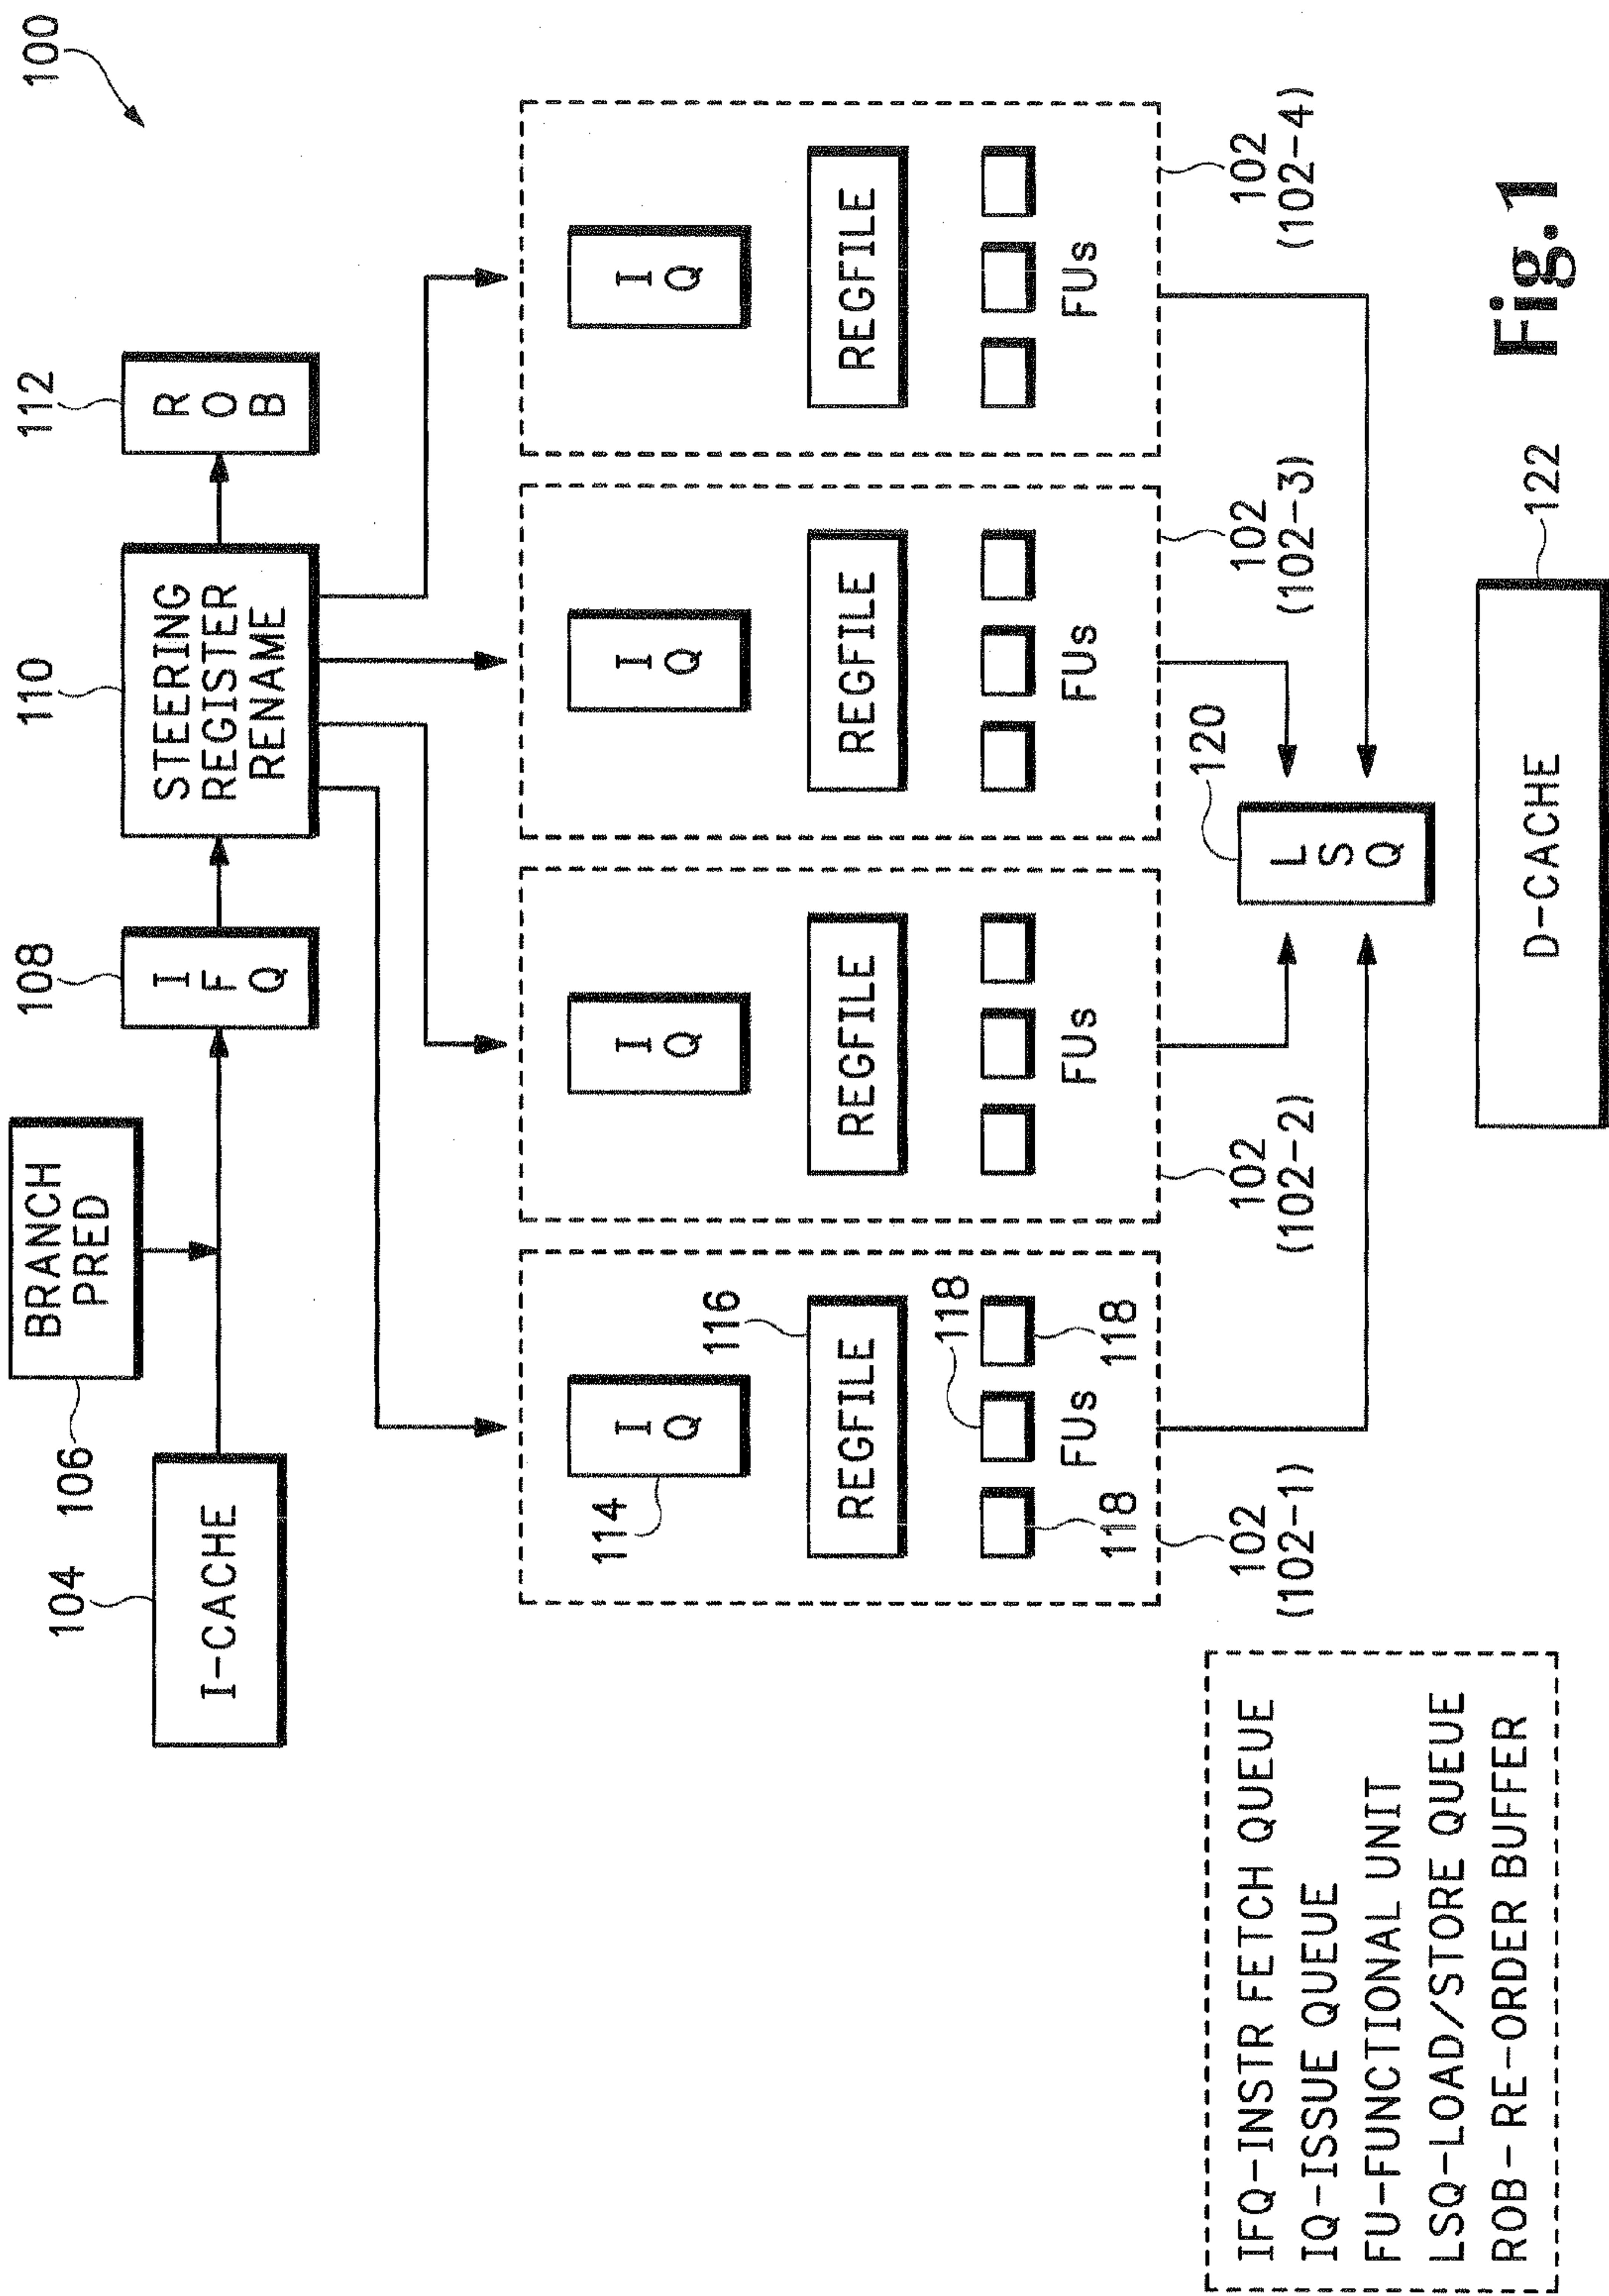 100
104
106
108
110
112
BRANCH
PRED
I-CACHE
I
F
Q
STEERING
REGISTER
RENAME
R
O
B
114
I
Q
116
REGFILE
118
118
118
FUs
102
(102-1)
I
Q
REGFILE
FUs
102
(102-2)
I
Q
REGFILE
FUs
102
(102-3)
I
Q
REGFILE
FUs
102
(102-4)
120
L
S
Q
D-CACHE
122
IFQ-INSTR FETCH QUEUE
IQ-ISSUE QUEUE
FU-FUNCTIONAL UNIT
LSQ-LOAD/STORE QUEUE
ROB-RE-ORDER BUFFER
Fig. 1